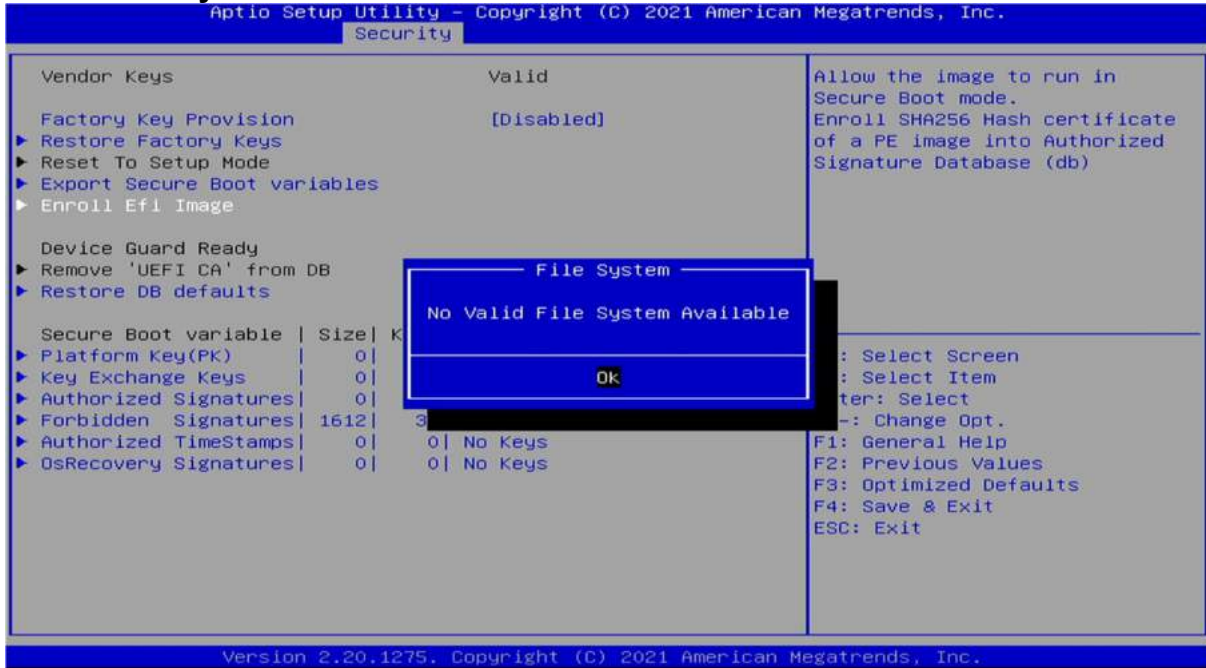 Aptio Setup Utility – Copyright (C) 2021 American Megatrends, Inc.
Security
Vendor Keys Valid
Factory Key Provision [Disabled]
Restore Factory Keys
Reset To Setup Mode
Export Secure Boot variables
Enroll Efi Image
Device Guard Ready
Remove 'UEFI CA' from DB
Restore DB defaults
Secure Boot variable | Size| K
Platform Key(PK) | 0|
Key Exchange Keys | 0|
Authorized Signatures| 0|
Forbidden Signatures| 1612| 3
Authorized TimeStamps| 0| 0| No Keys
OsRecovery Signatures| 0| 0| No Keys
File System
No Valid File System Available
Ok
Allow the image to run in
Secure Boot mode.
Enroll SHA256 Hash certificate
of a PE image into Authorized
Signature Database (db)
: Select Screen
: Select Item
ter: Select
-: Change Opt.
F1: General Help
F2: Previous Values
F3: Optimized Defaults
F4: Save & Exit
ESC: Exit
Version 2.20.1275. Copyright (C) 2021 American Megatrends, Inc.